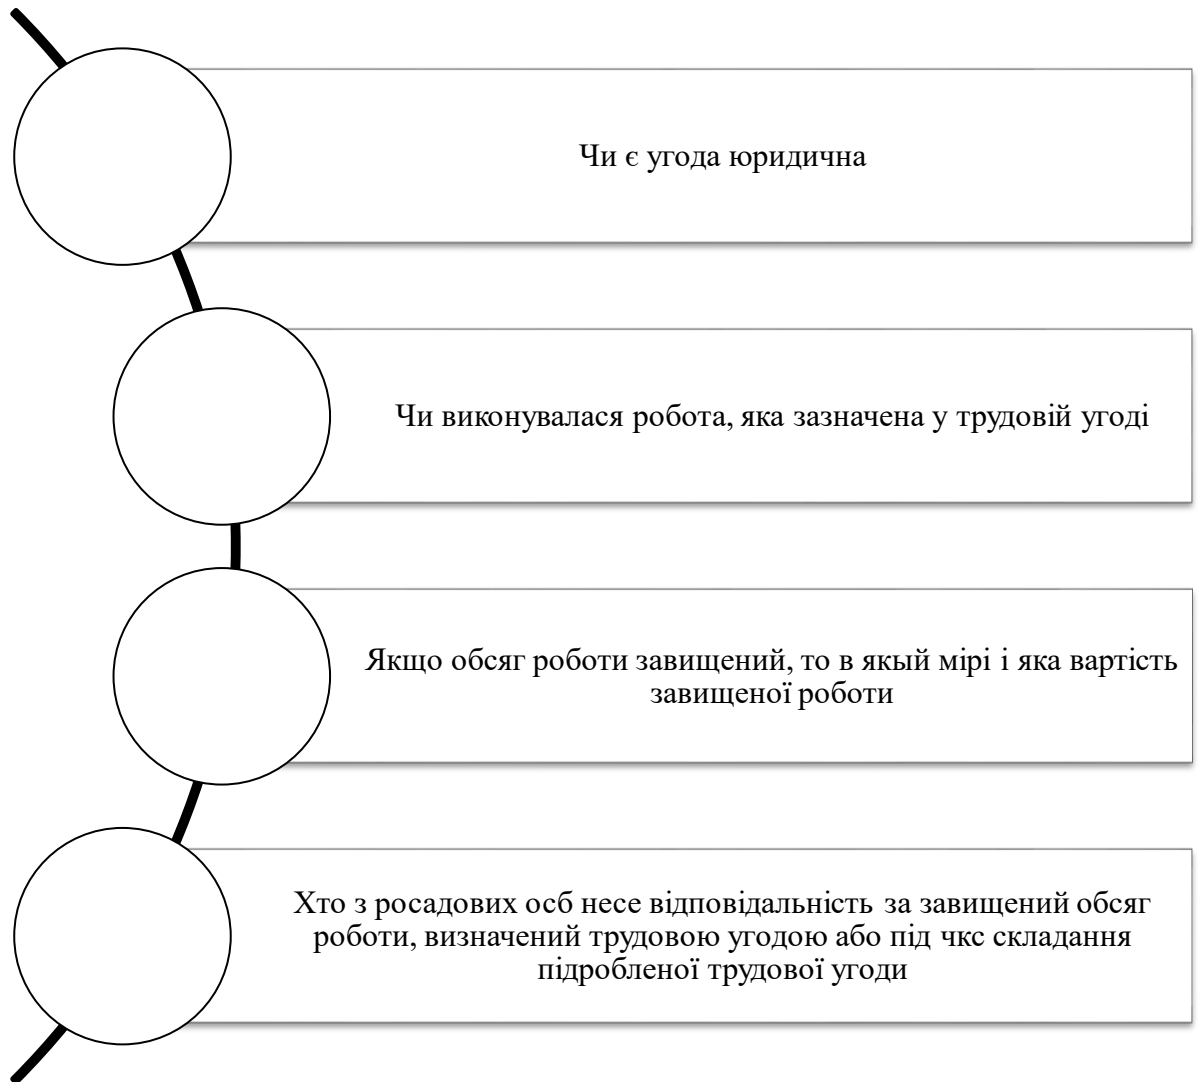 Чи є угода юридична
Чи виконувалася робота, яка зазначена у трудовій угоді
Якщо обсяг роботи завищений, то в якый мірі і яка вартість
завищеної роботи
Хто з росадових осб несе відповідальність за завищений обсяг
роботи, визначений трудовою угодою або під чкс складання
підробленої трудової угоди